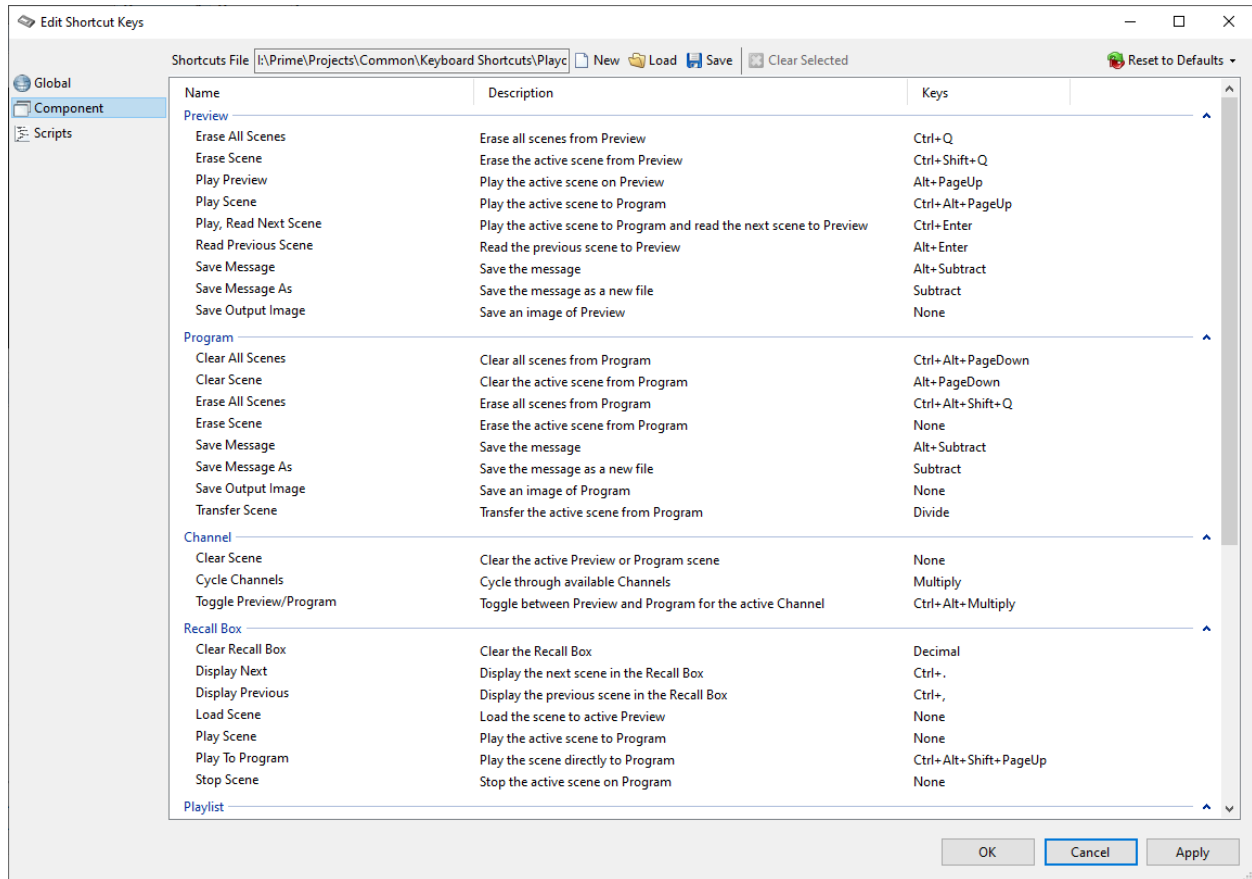 Edit Shortcut Keys
Shortcuts File I:\Prime\Projects\Common\Keyboard Shortcuts\Playc New Load Save Clear Selected Reset to Defaults
Global
Component
Scripts
Name Description Keys
Preview
Erase All Scenes Erase all scenes from Preview Ctrl+Q
Erase Scene Erase the active scene from Preview Ctrl+Shift+Q
Play Preview Play the active scene on Preview Alt+PageUp
Play Scene Play the active scene to Program Ctrl+Alt+PageUp
Play, Read Next Scene Play the active scene to Program and read the next scene to Preview Ctrl+Enter
Read Previous Scene Read the previous scene to Preview Alt+Enter
Save Message Save the message Alt+Subtract
Save Message As Save the message as a new file Subtract
Save Output Image Save an image of Preview None
Program
Clear All Scenes Clear all scenes from Program Ctrl+Alt+PageDown
Clear Scene Clear the active scene from Program Alt+PageDown
Erase All Scenes Erase all scenes from Program Ctrl+Alt+Shift+Q
Erase Scene Erase the active scene from Program None
Save Message Save the message Alt+Subtract
Save Message As Save the message as a new file Subtract
Save Output Image Save an image of Program None
Transfer Scene Transfer the active scene from Program Divide
Channel
Clear Scene Clear the active Preview or Program scene None
Cycle Channels Cycle through available Channels Multiply
Toggle Preview/Program Toggle between Preview and Program for the active Channel Ctrl+Alt+Multiply
Recall Box
Clear Recall Box Clear the Recall Box Decimal
Display Next Display the next scene in the Recall Box Ctrl+.
Display Previous Display the previous scene in the Recall Box Ctrl+,
Load Scene Load the scene to active Preview None
Play Scene Play the active scene to Program None
Play To Program Play the scene directly to Program Ctrl+Alt+Shift+PageUp
Stop Scene Stop the active scene on Program None
Playlist
OK Cancel Apply